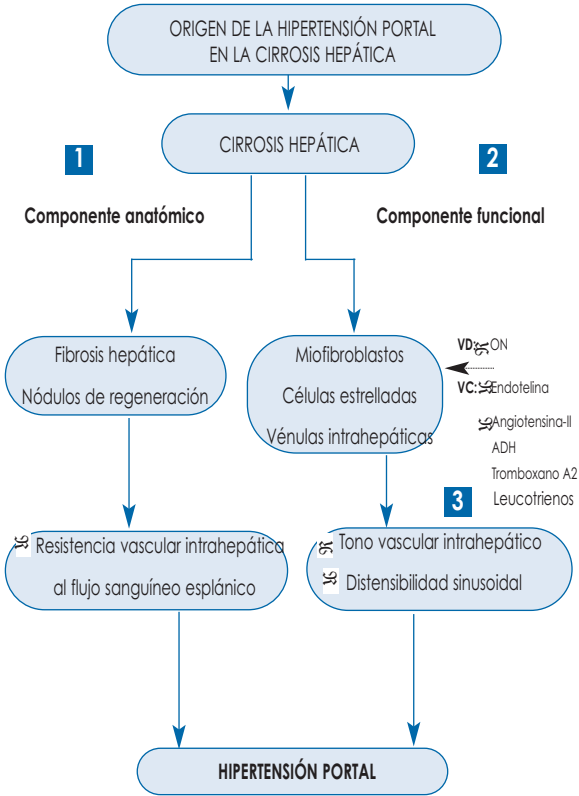 ORIGEN DE LA HIPERTENSIÓN PORTAL
EN LA CIRROSIS HEPÁTICA
CIRROSIS HEPÁTICA
1
2
Componente anatómico
Componente funcional
Fibrosis hepática
Nódulos de regeneración
Miofibroblastos
Células estrelladas
Vénulas intrahepáticas
VD: ON
VC: Endotelina
Angiotensina-II
ADH
Tromboxano A2
Leucotrienos
3
Resistencia vascular intrahepática
al flujo sanguíneo esplánico
Tono vascular intrahepático
Distensibilidad sinusoidal
HIPERTENSIÓN PORTAL